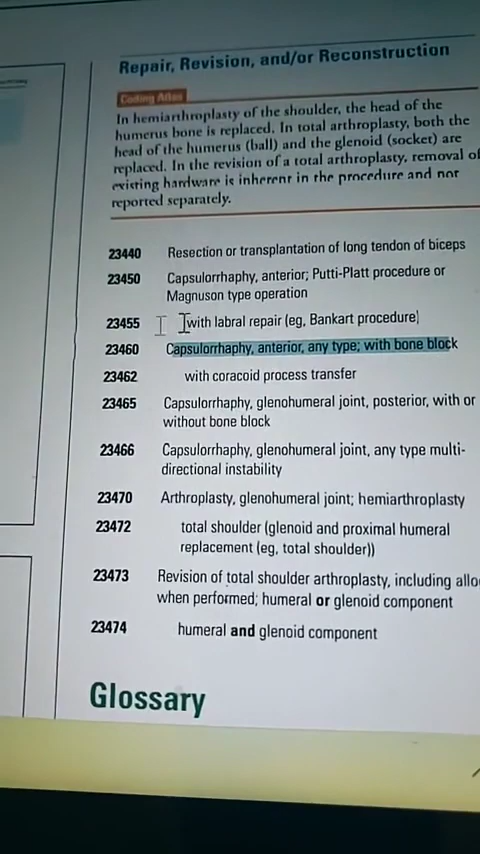 Repair, Revision, and/or Reconstruction
Coding Atlas
In hemiarthroplasty of the shoulder, the head of the
humerus bone is replaced. In total arthroplasty, both the
head of the humerus (ball) and the glenoid (socket) are
replaced. In the revision of a total arthroplasty, removal of
existing hardware is inherent in the procedure and not
reported separately.
23440 Resection or transplantation of long tendon of biceps
23450 Capsulorrhaphy, anterior; Putti-Platt procedure or
Magnuson type operation
23455 with labral repair (eg, Bankart procedure)
23460 Capsulorrhaphy, anterior, any type; with bone block
23462 with coracoid process transfer
23465 Capsulorrhaphy, glenohumeral joint, posterior, with or
without bone block
23466 Capsulorrhaphy, glenohumeral joint, any type multi-
directional instability
23470 Arthroplasty, glenohumeral joint; hemiarthroplasty
23472 total shoulder (glenoid and proximal humeral
replacement (eg, total shoulder))
23473 Revision of total shoulder arthroplasty, including allo
when performed; humeral or glenoid component
23474 humeral and glenoid component
Glossary